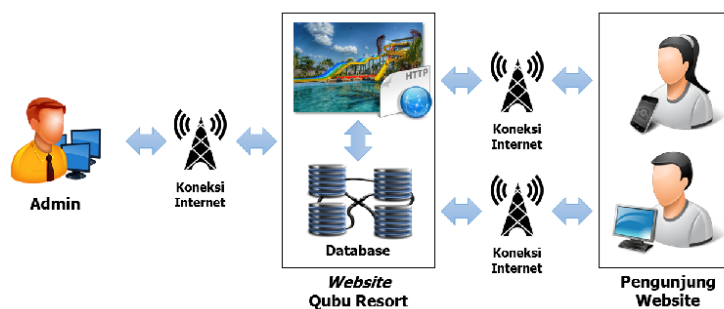 Admin
Koneksi
Internet
HTTP
Database
Website
Qubu Resort
Koneksi
Internet
Koneksi
Internet
Pengunjung
Website